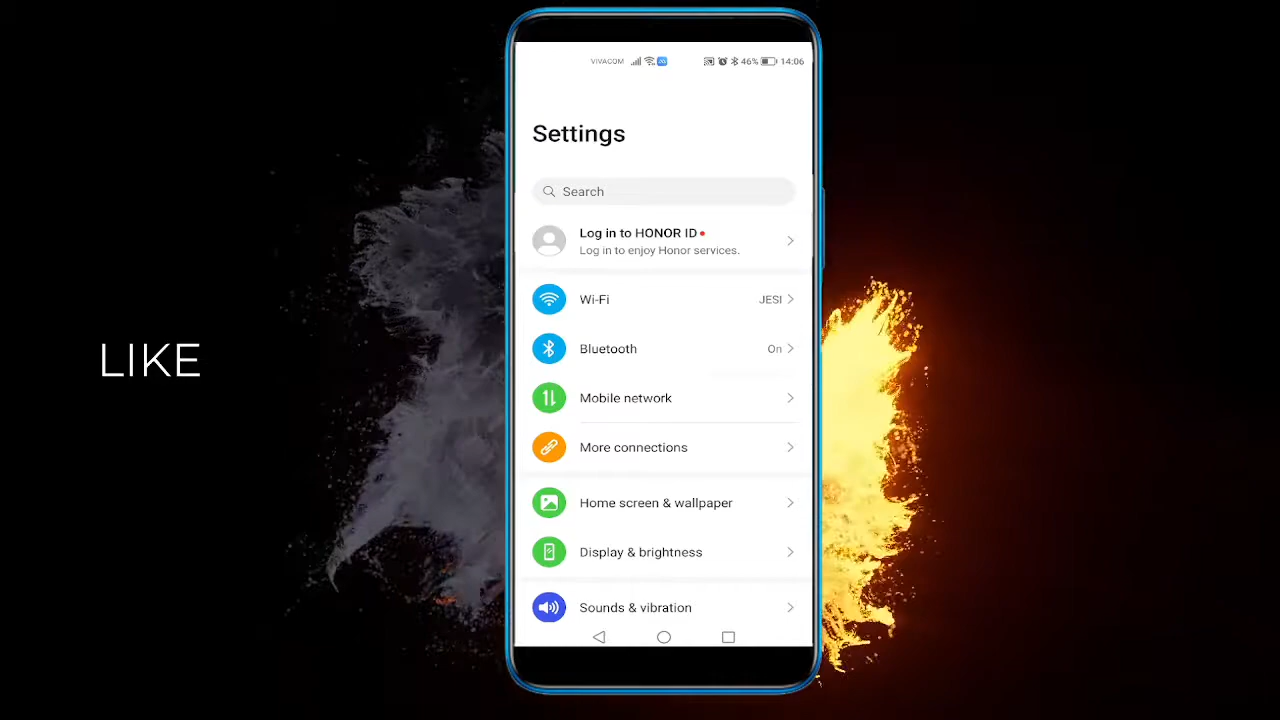 VIVACOM 46% 14:06
Settings
Search
Log in to HONOR ID
Log in to enjoy Honor services.
Wi-Fi JESI
Bluetooth On
Mobile network
More connections
LIKE
Home screen & wallpaper
Display & brightness
Sounds & vibration